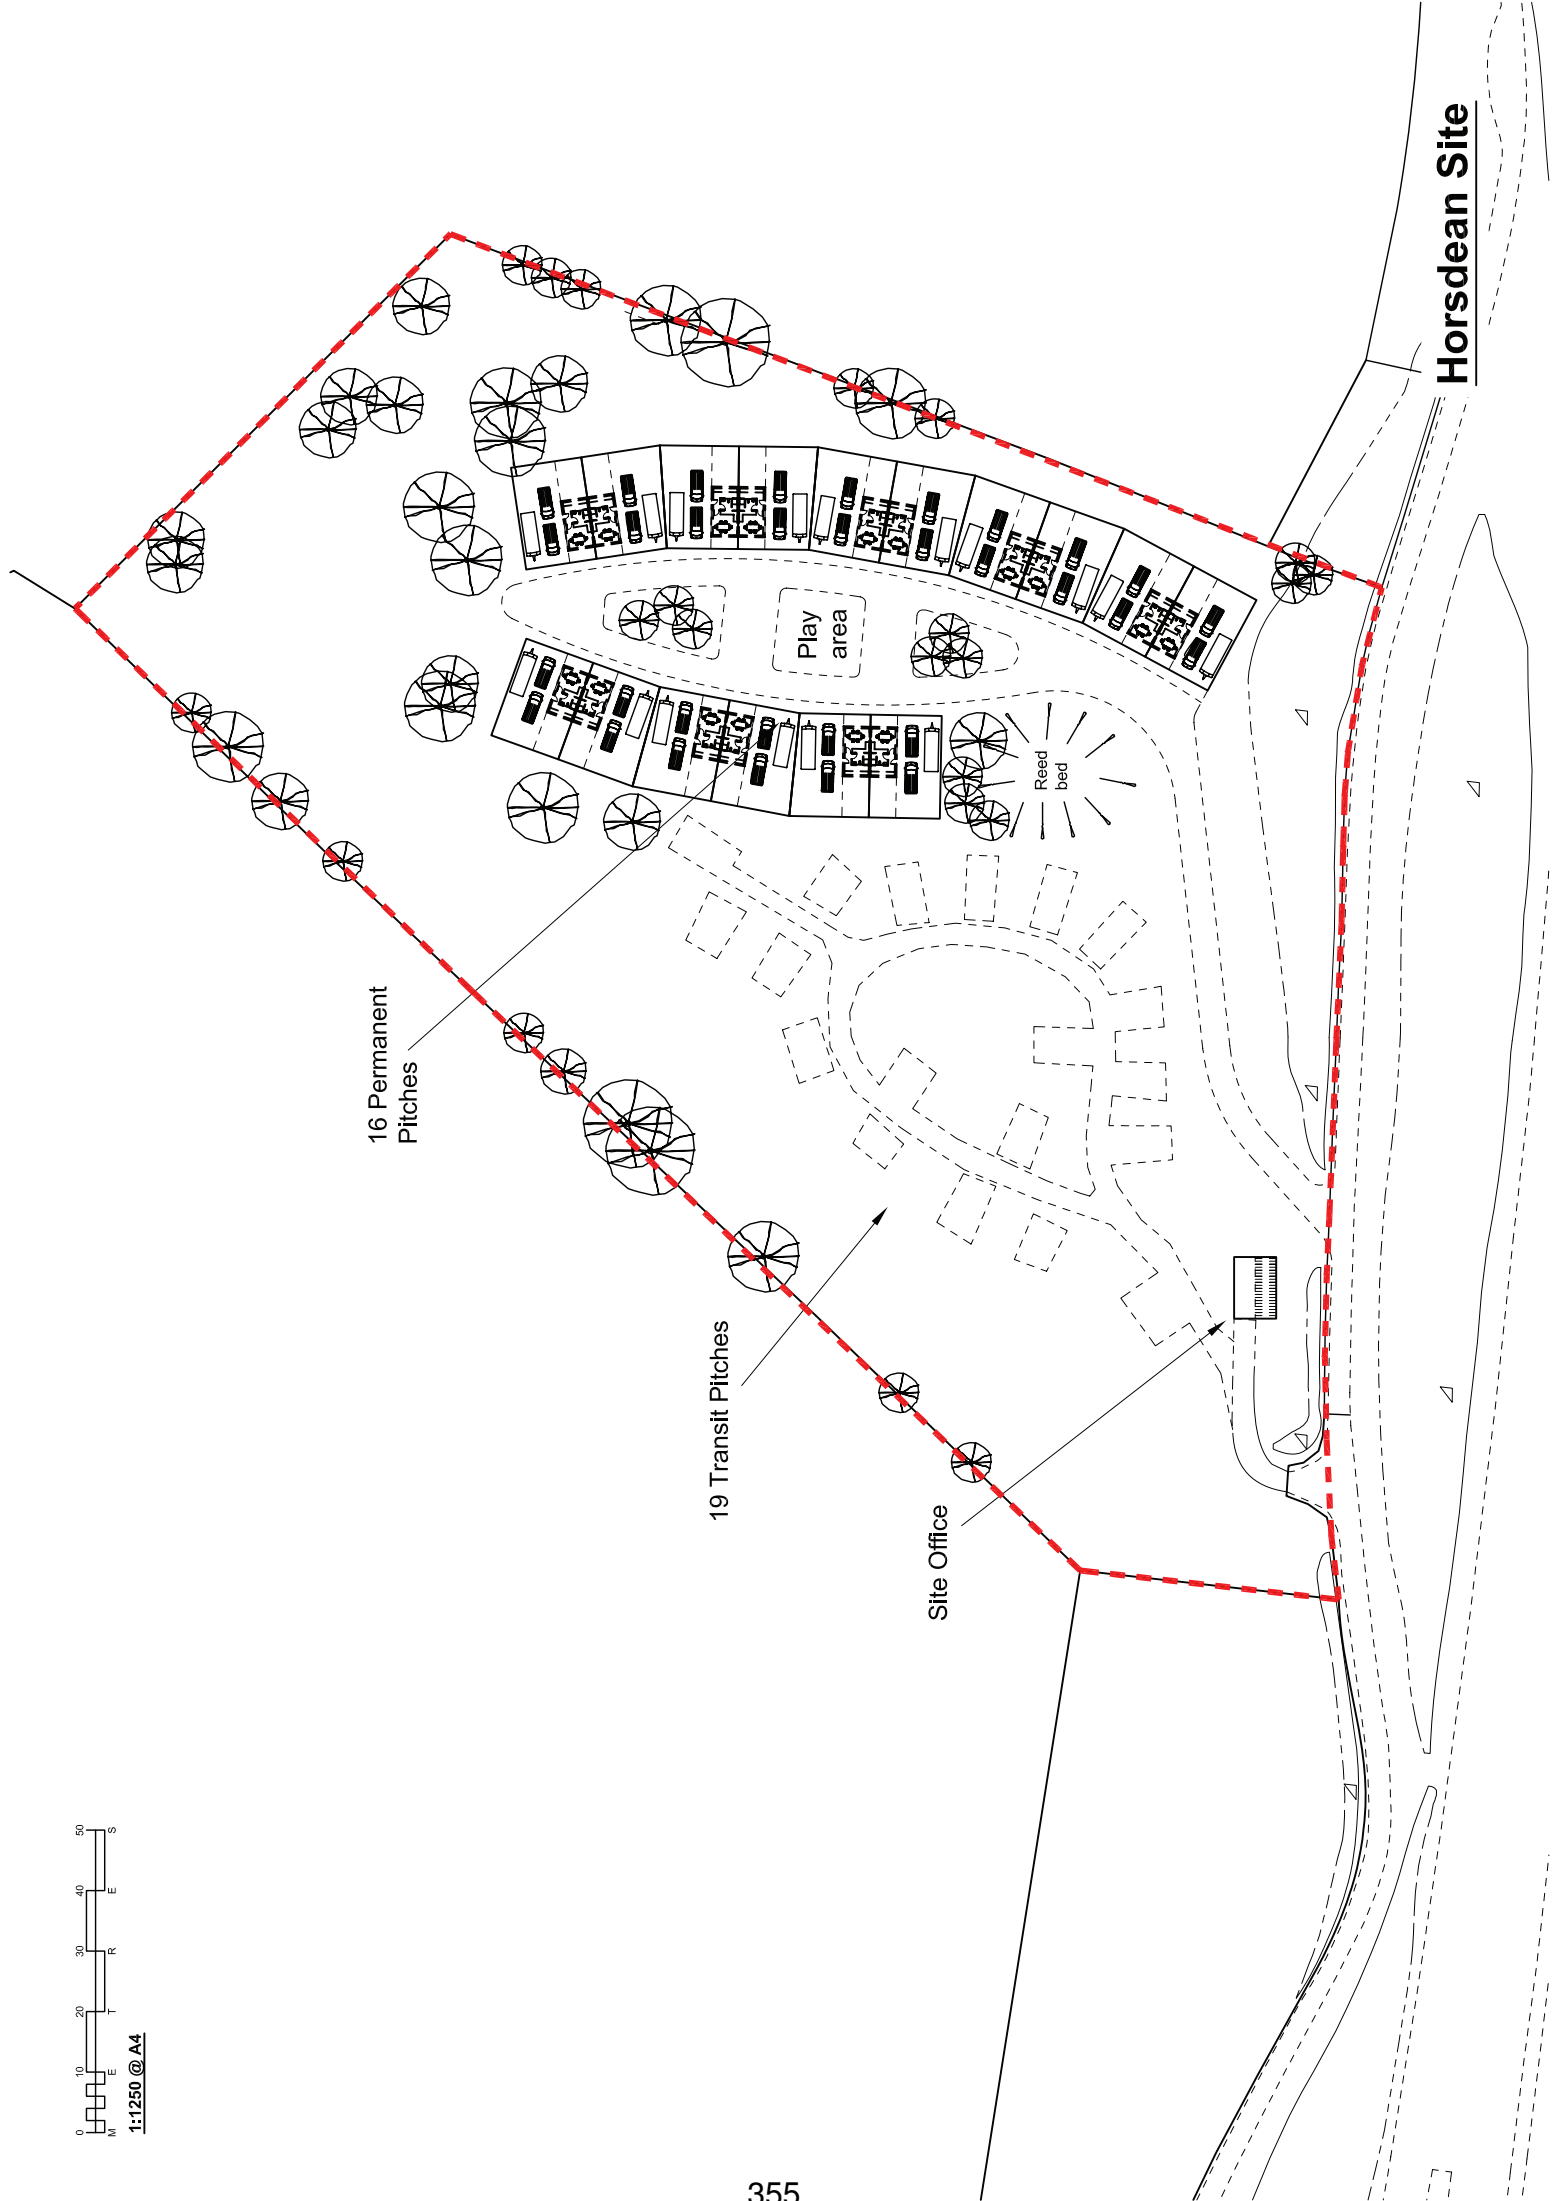 Horsdean Site
Play
area
Reed
bed
16 Permanent
Pitches
19 Transit Pitches
Site Office
0 10 20 30 40 50
M E T R E S
1:1250 @ A4
355